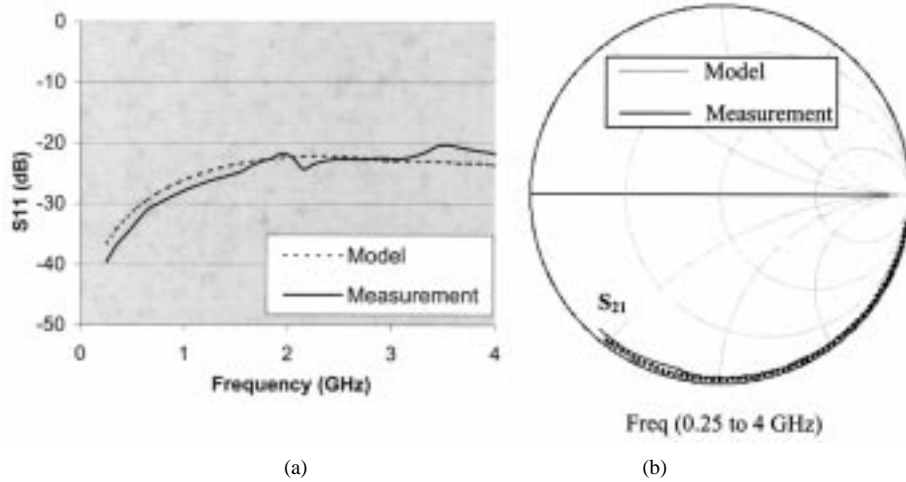 0
-10
-20
-30
-40
-50
S11 (dB)
Model
Measurement
0 1 2 3 4
Frequency (GHz)
(a)
Model
Measurement
S21
Freq (0.25 to 4 GHz)
(b)